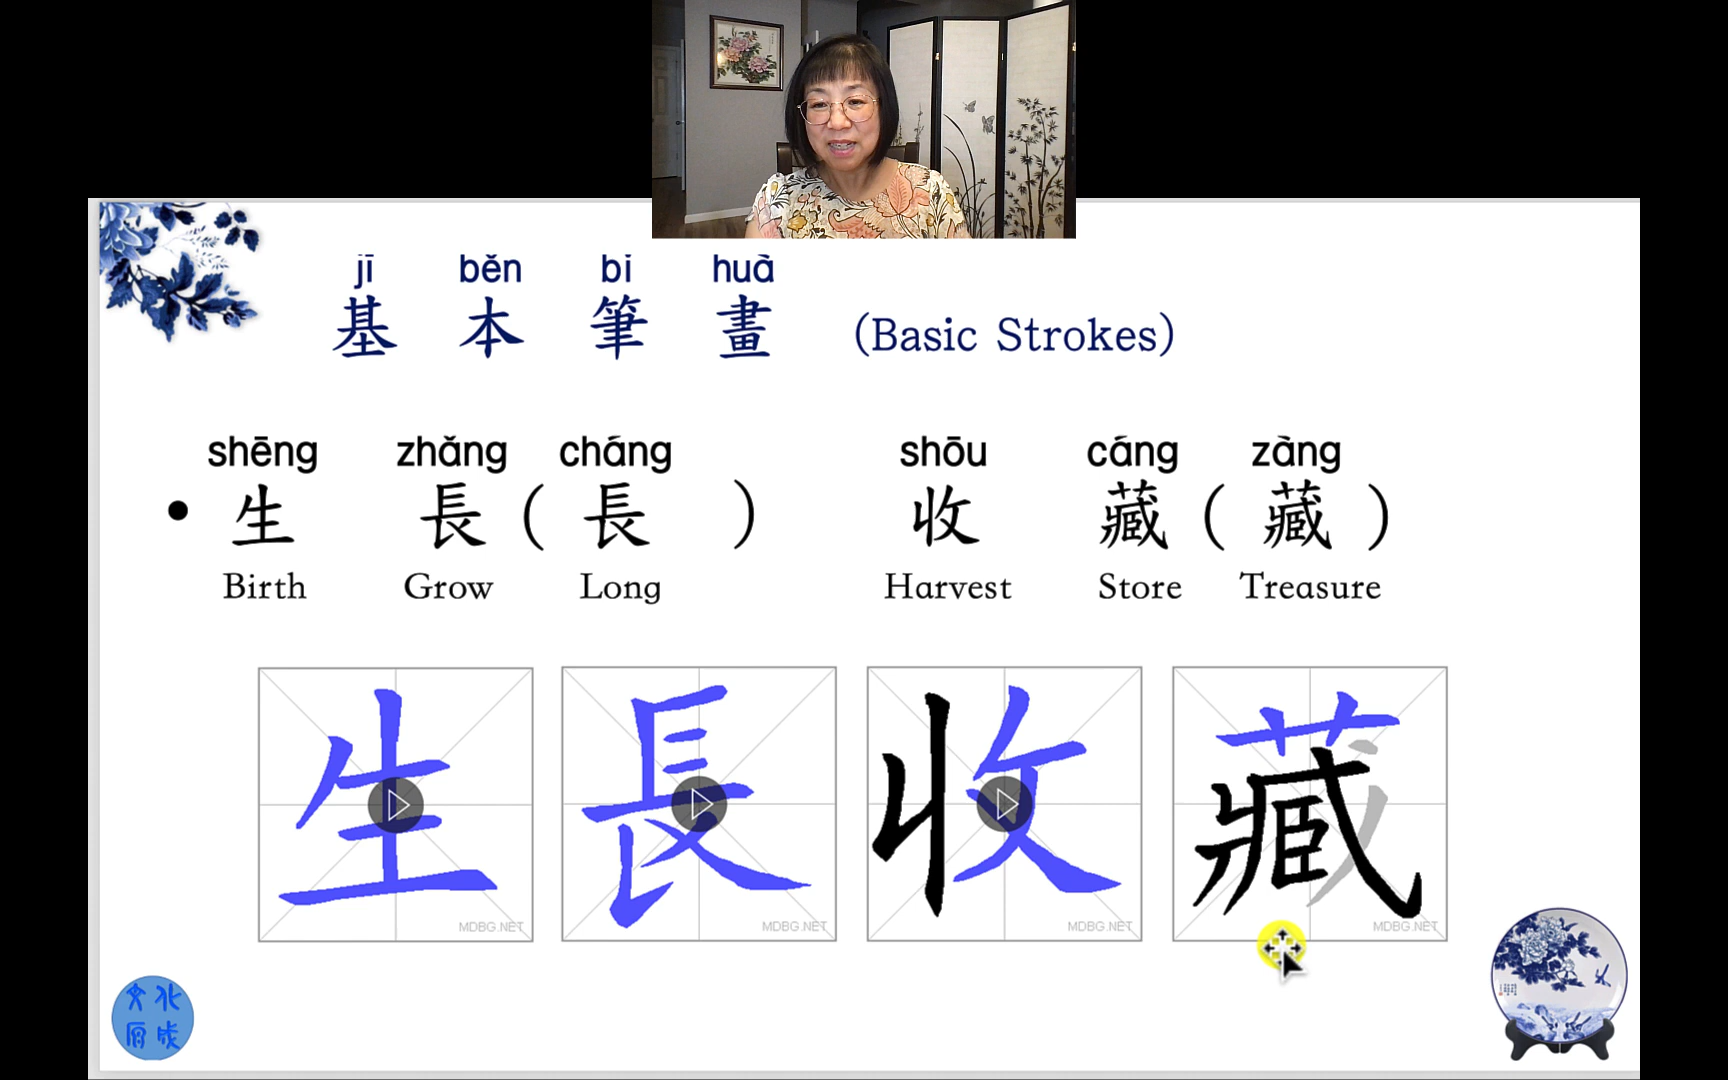 jī běn bǐ huà
基 本 筆 畫 (Basic Strokes)
shēng zhǎng cháng shōu cáng zàng
• 生 長 ( 長 ) 收 藏 ( 藏 )
Birth Grow Long Harvest Store Treasure
生 長 收 藏
MDBG.NET MDBG.NET MDBG.NET MDBG.NET